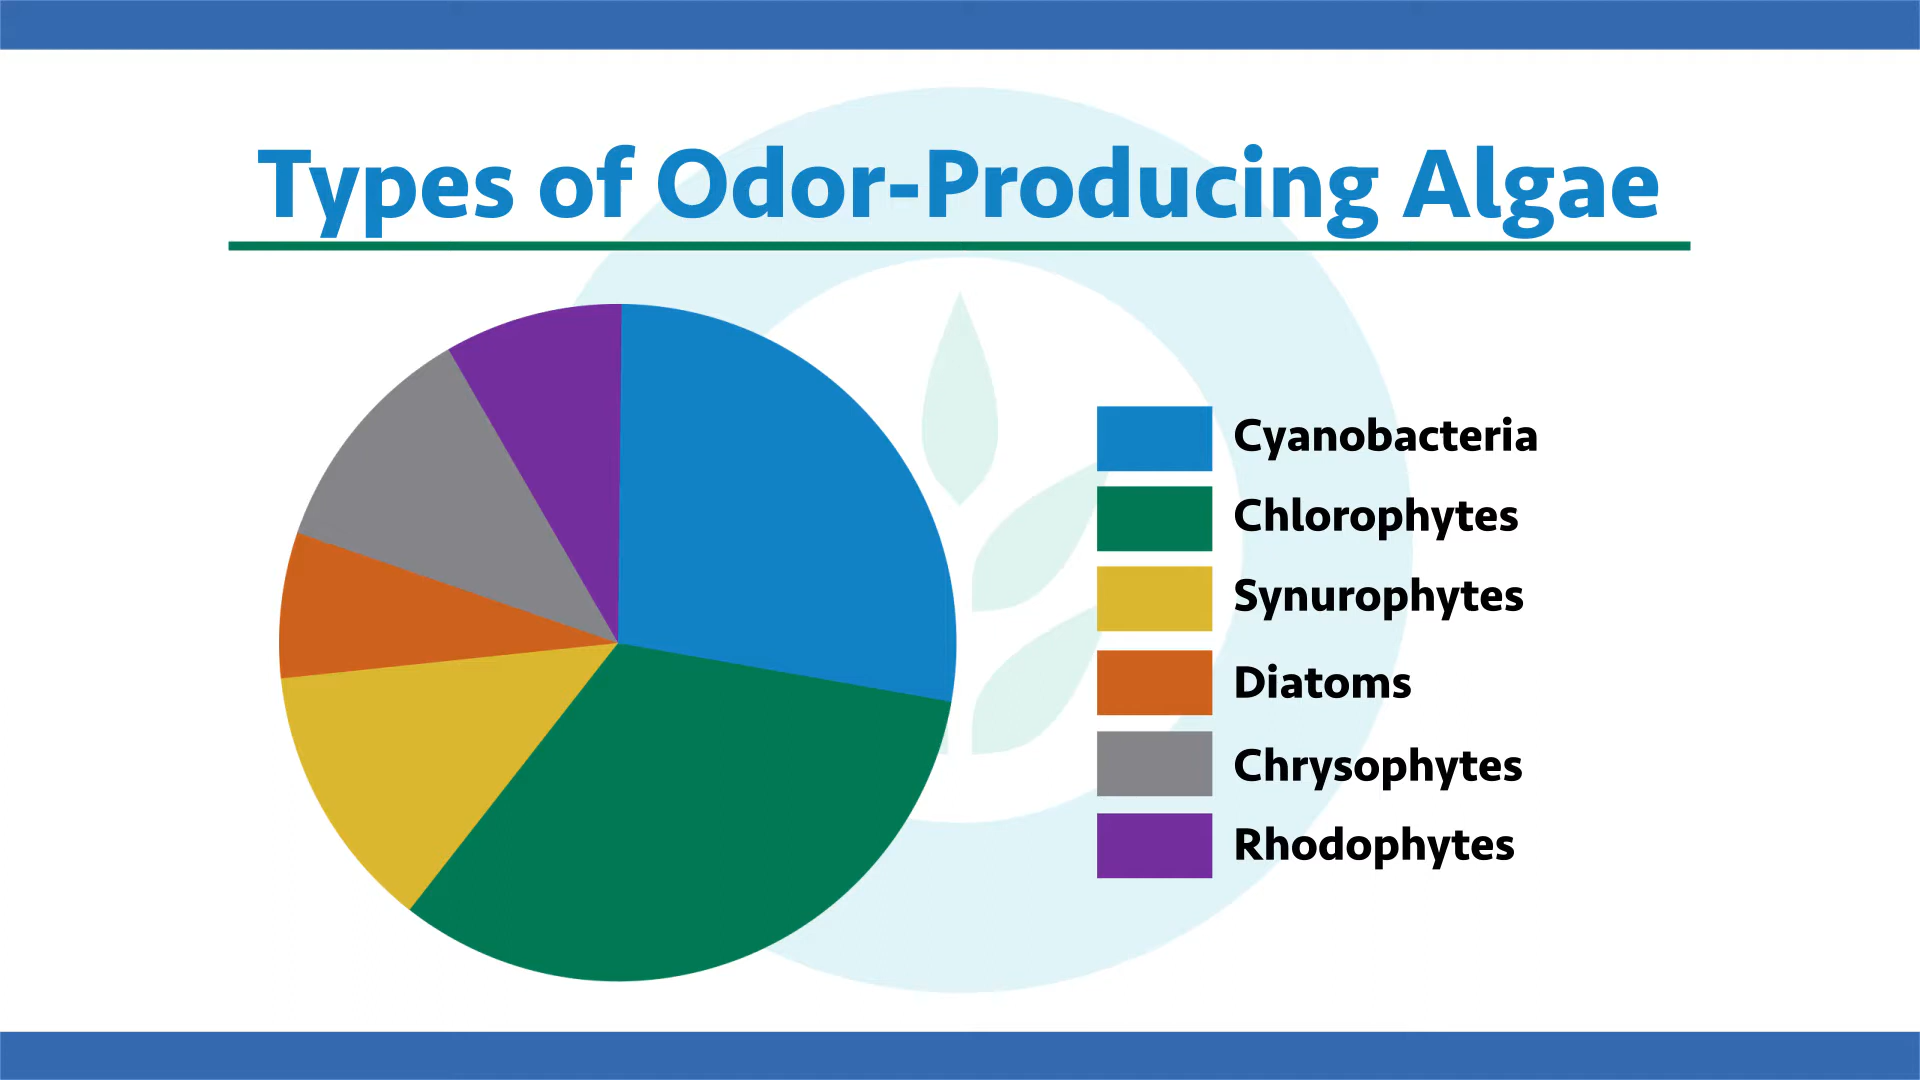 Types of Odor-Producing Algae
Cyanobacteria
Chlorophytes
Synurophytes
Diatoms
Chrysophytes
Rhodophytes